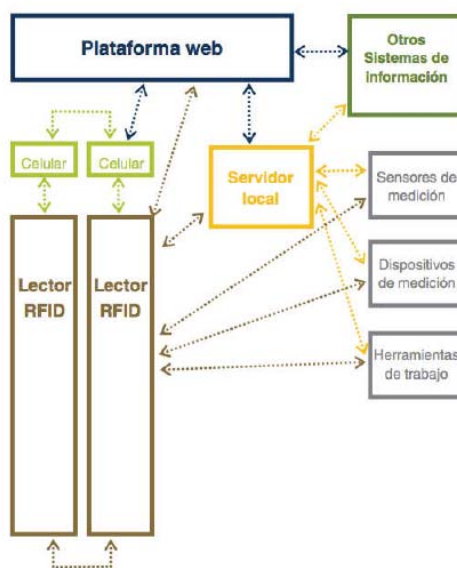 Plataforma web
Otros
Sistemas de
información
Celular
Celular
Servidor
local
Sensores de
medición
Lector
RFID
Lector
RFID
Dispositivos
de medición
Herramientas
de trabajo